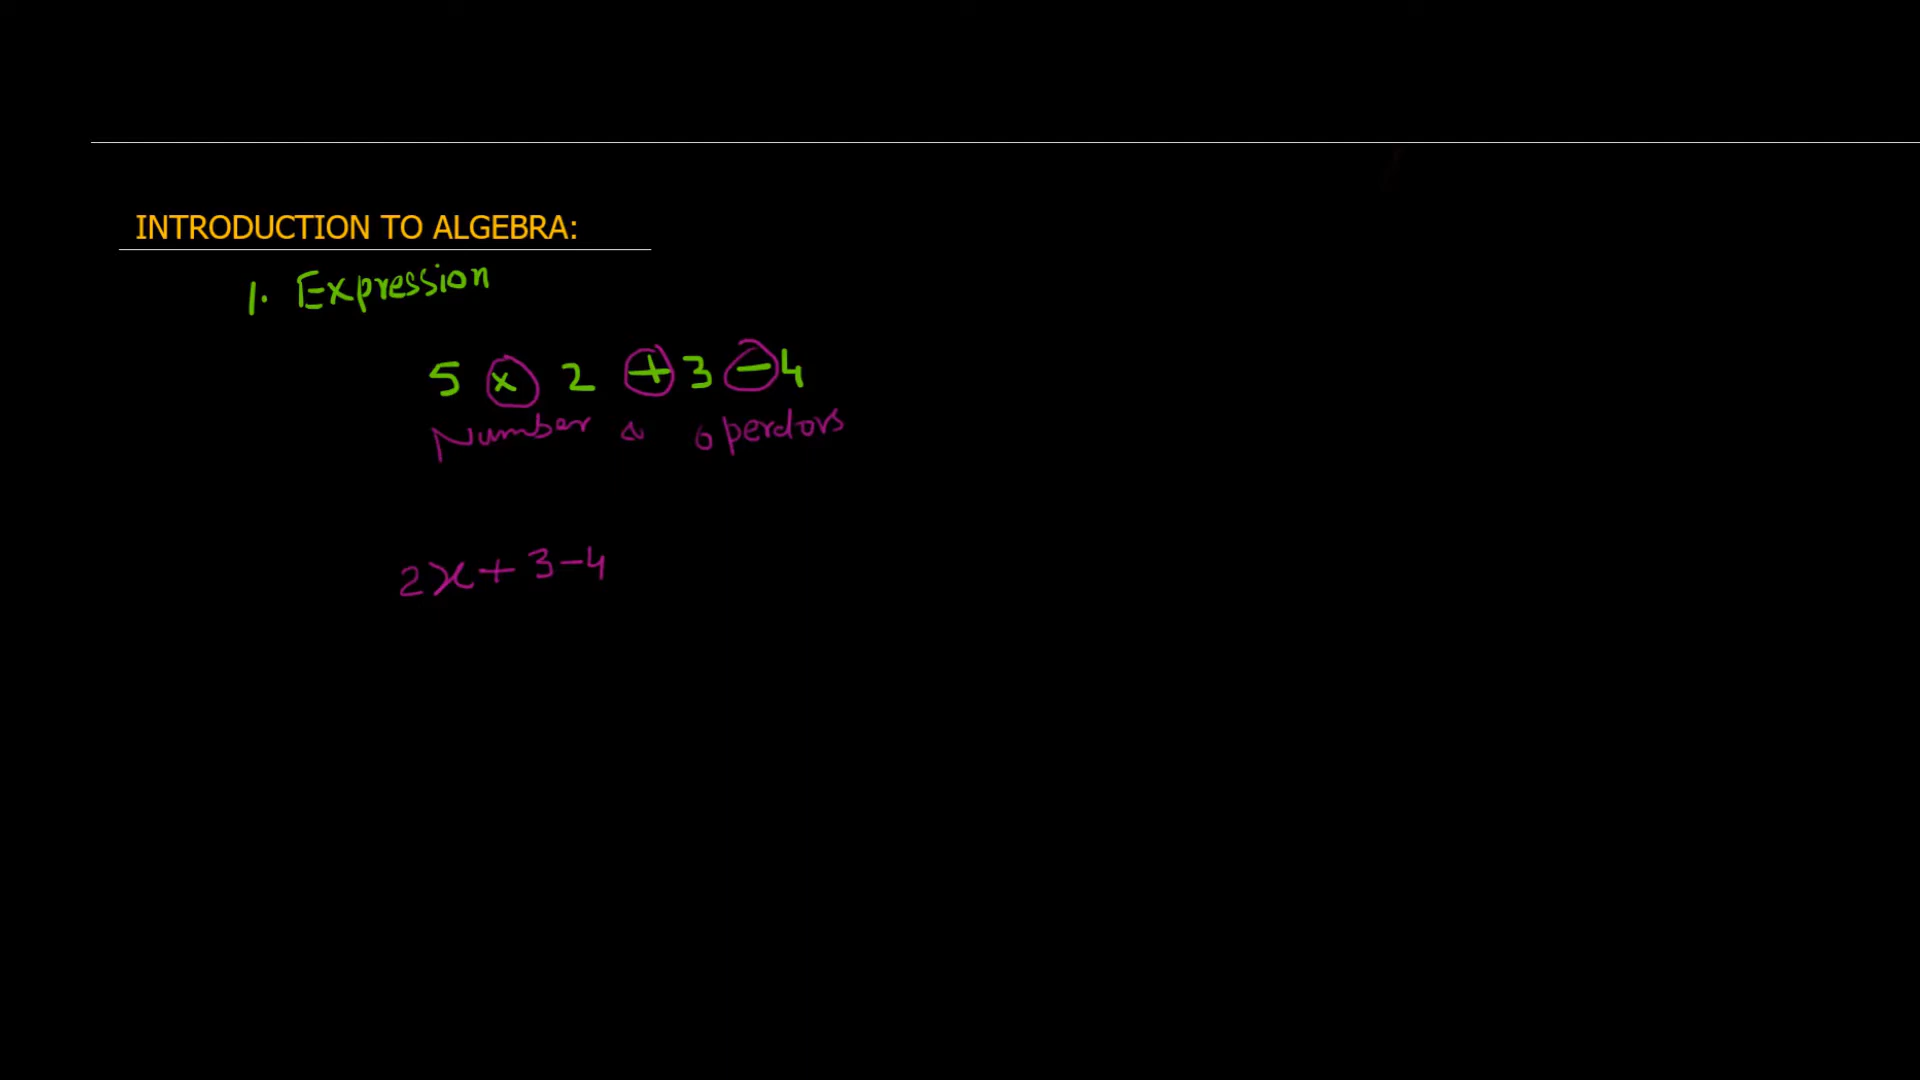 INTRODUCTION TO ALGEBRA:
1. Expression
5 × 2 + 3 - 4
Number & operators
2x + 3 - 4